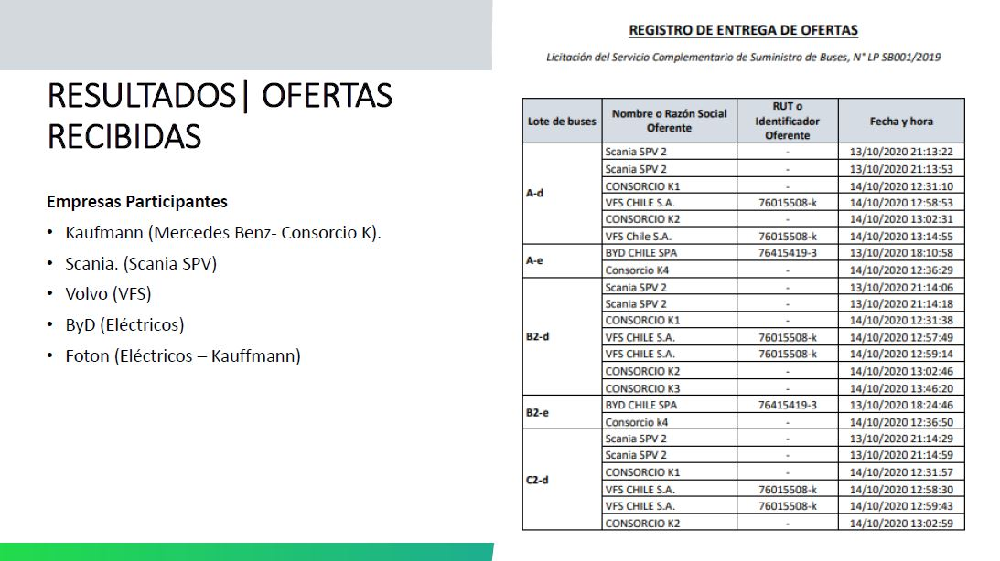 RESULTADOS| OFERTAS
RECIBIDAS
Empresas Participantes
• Kaufmann (Mercedes Benz- Consorcio K).
• Scania. (Scania SPV)
• Volvo (VFS)
• ByD (Eléctricos)
• Foton (Eléctricos – Kauffmann)
REGISTRO DE ENTREGA DE OFERTAS
Licitación del Servicio Complementario de Suministro de Buses, N° LP SB001/2019
Lote de buses Nombre o Razón Social Oferente RUT o Identificador Oferente Fecha y hora
A-d
Scania SPV 2 - 13/10/2020 21:13:22
Scania SPV 2 - 13/10/2020 21:13:53
CONSORCIO K1 - 14/10/2020 12:31:10
VFS CHILE S.A. 76015508-k 14/10/2020 12:58:53
CONSORCIO K2 - 14/10/2020 13:02:31
VFS Chile S.A. 76015508-k 14/10/2020 13:14:55
A-e
BYD CHILE SPA 76415419-3 13/10/2020 18:10:58
Consorcio K4 - 14/10/2020 12:36:29
B2-d
Scania SPV 2 - 13/10/2020 21:14:06
Scania SPV 2 - 13/10/2020 21:14:18
CONSORCIO K1 - 14/10/2020 12:31:38
VFS CHILE S.A. 76015508-k 14/10/2020 12:57:49
VFS CHILE S.A. 76015508-k 14/10/2020 12:59:14
CONSORCIO K2 - 14/10/2020 13:02:46
CONSORCIO K3 - 14/10/2020 13:46:20
B2-e
BYD CHILE SPA 76415419-3 13/10/2020 18:24:46
Consorcio k4 - 14/10/2020 12:36:50
C2-d
Scania SPV 2 - 13/10/2020 21:14:29
Scania SPV 2 - 13/10/2020 21:14:59
CONSORCIO K1 - 14/10/2020 12:31:57
VFS CHILE S.A. 76015508-k 14/10/2020 12:58:30
VFS CHILE S.A. 76015508-k 14/10/2020 12:59:43
CONSORCIO K2 - 14/10/2020 13:02:59